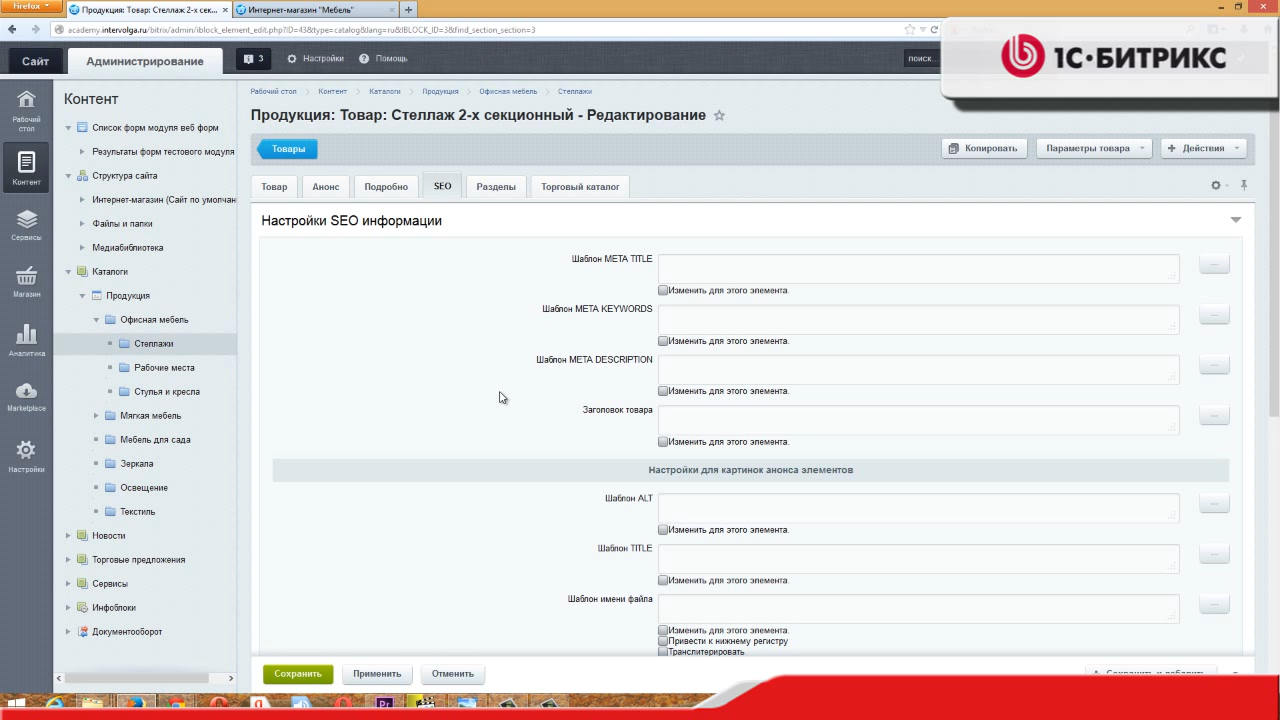 Firefox
Продукция: Товар: Стеллаж 2-х сек...
Интернет-магазин "Мебель"
academy.intervolga.ru/bitrix/admin/iblock_element_edit.php?ID=43&type=catalog&lang=ru&IBLOCK_ID=3&find_section_section=3
1С·БИТРИКС
Сайт
Администрирование
3
Настройки
Помощь
поиск...
Рабочий стол
Контент
Сервисы
Магазин
Аналитика
Marketplace
Настройки
Контент
Список форм модуля веб форм
Результаты форм тестового модуля
Структура сайта
Интернет-магазин (Сайт по умолчан
Файлы и папки
Медиабиблиотека
Каталоги
Продукция
Офисная мебель
Стеллажи
Рабочие места
Стулья и кресла
Мягкая мебель
Мебель для сада
Зеркала
Освещение
Текстиль
Новости
Торговые предложения
Сервисы
Инфоблоки
Документооборот
Рабочий стол > Контент > Каталоги > Продукция > Офисная мебель > Стеллажи
Продукция: Товар: Стеллаж 2-х секционный - Редактирование
Товары
Копировать
Параметры товара
Действия
Товар
Анонс
Подробно
SEO
Разделы
Торговый каталог
Настройки SEO информации
Шаблон META TITLE
...
Изменить для этого элемента.
Шаблон META KEYWORDS
...
Изменить для этого элемента.
Шаблон META DESCRIPTION
...
Изменить для этого элемента.
Заголовок товара
...
Изменить для этого элемента.
Настройки для картинок анонса элементов
Шаблон ALT
...
Изменить для этого элемента.
Шаблон TITLE
...
Изменить для этого элемента.
Шаблон имени файла
...
Изменить для этого элемента.
Привести к нижнему регистру
Транслитерировать
Сохранить
Применить
Отменить
Сохранить и добавить
Pr